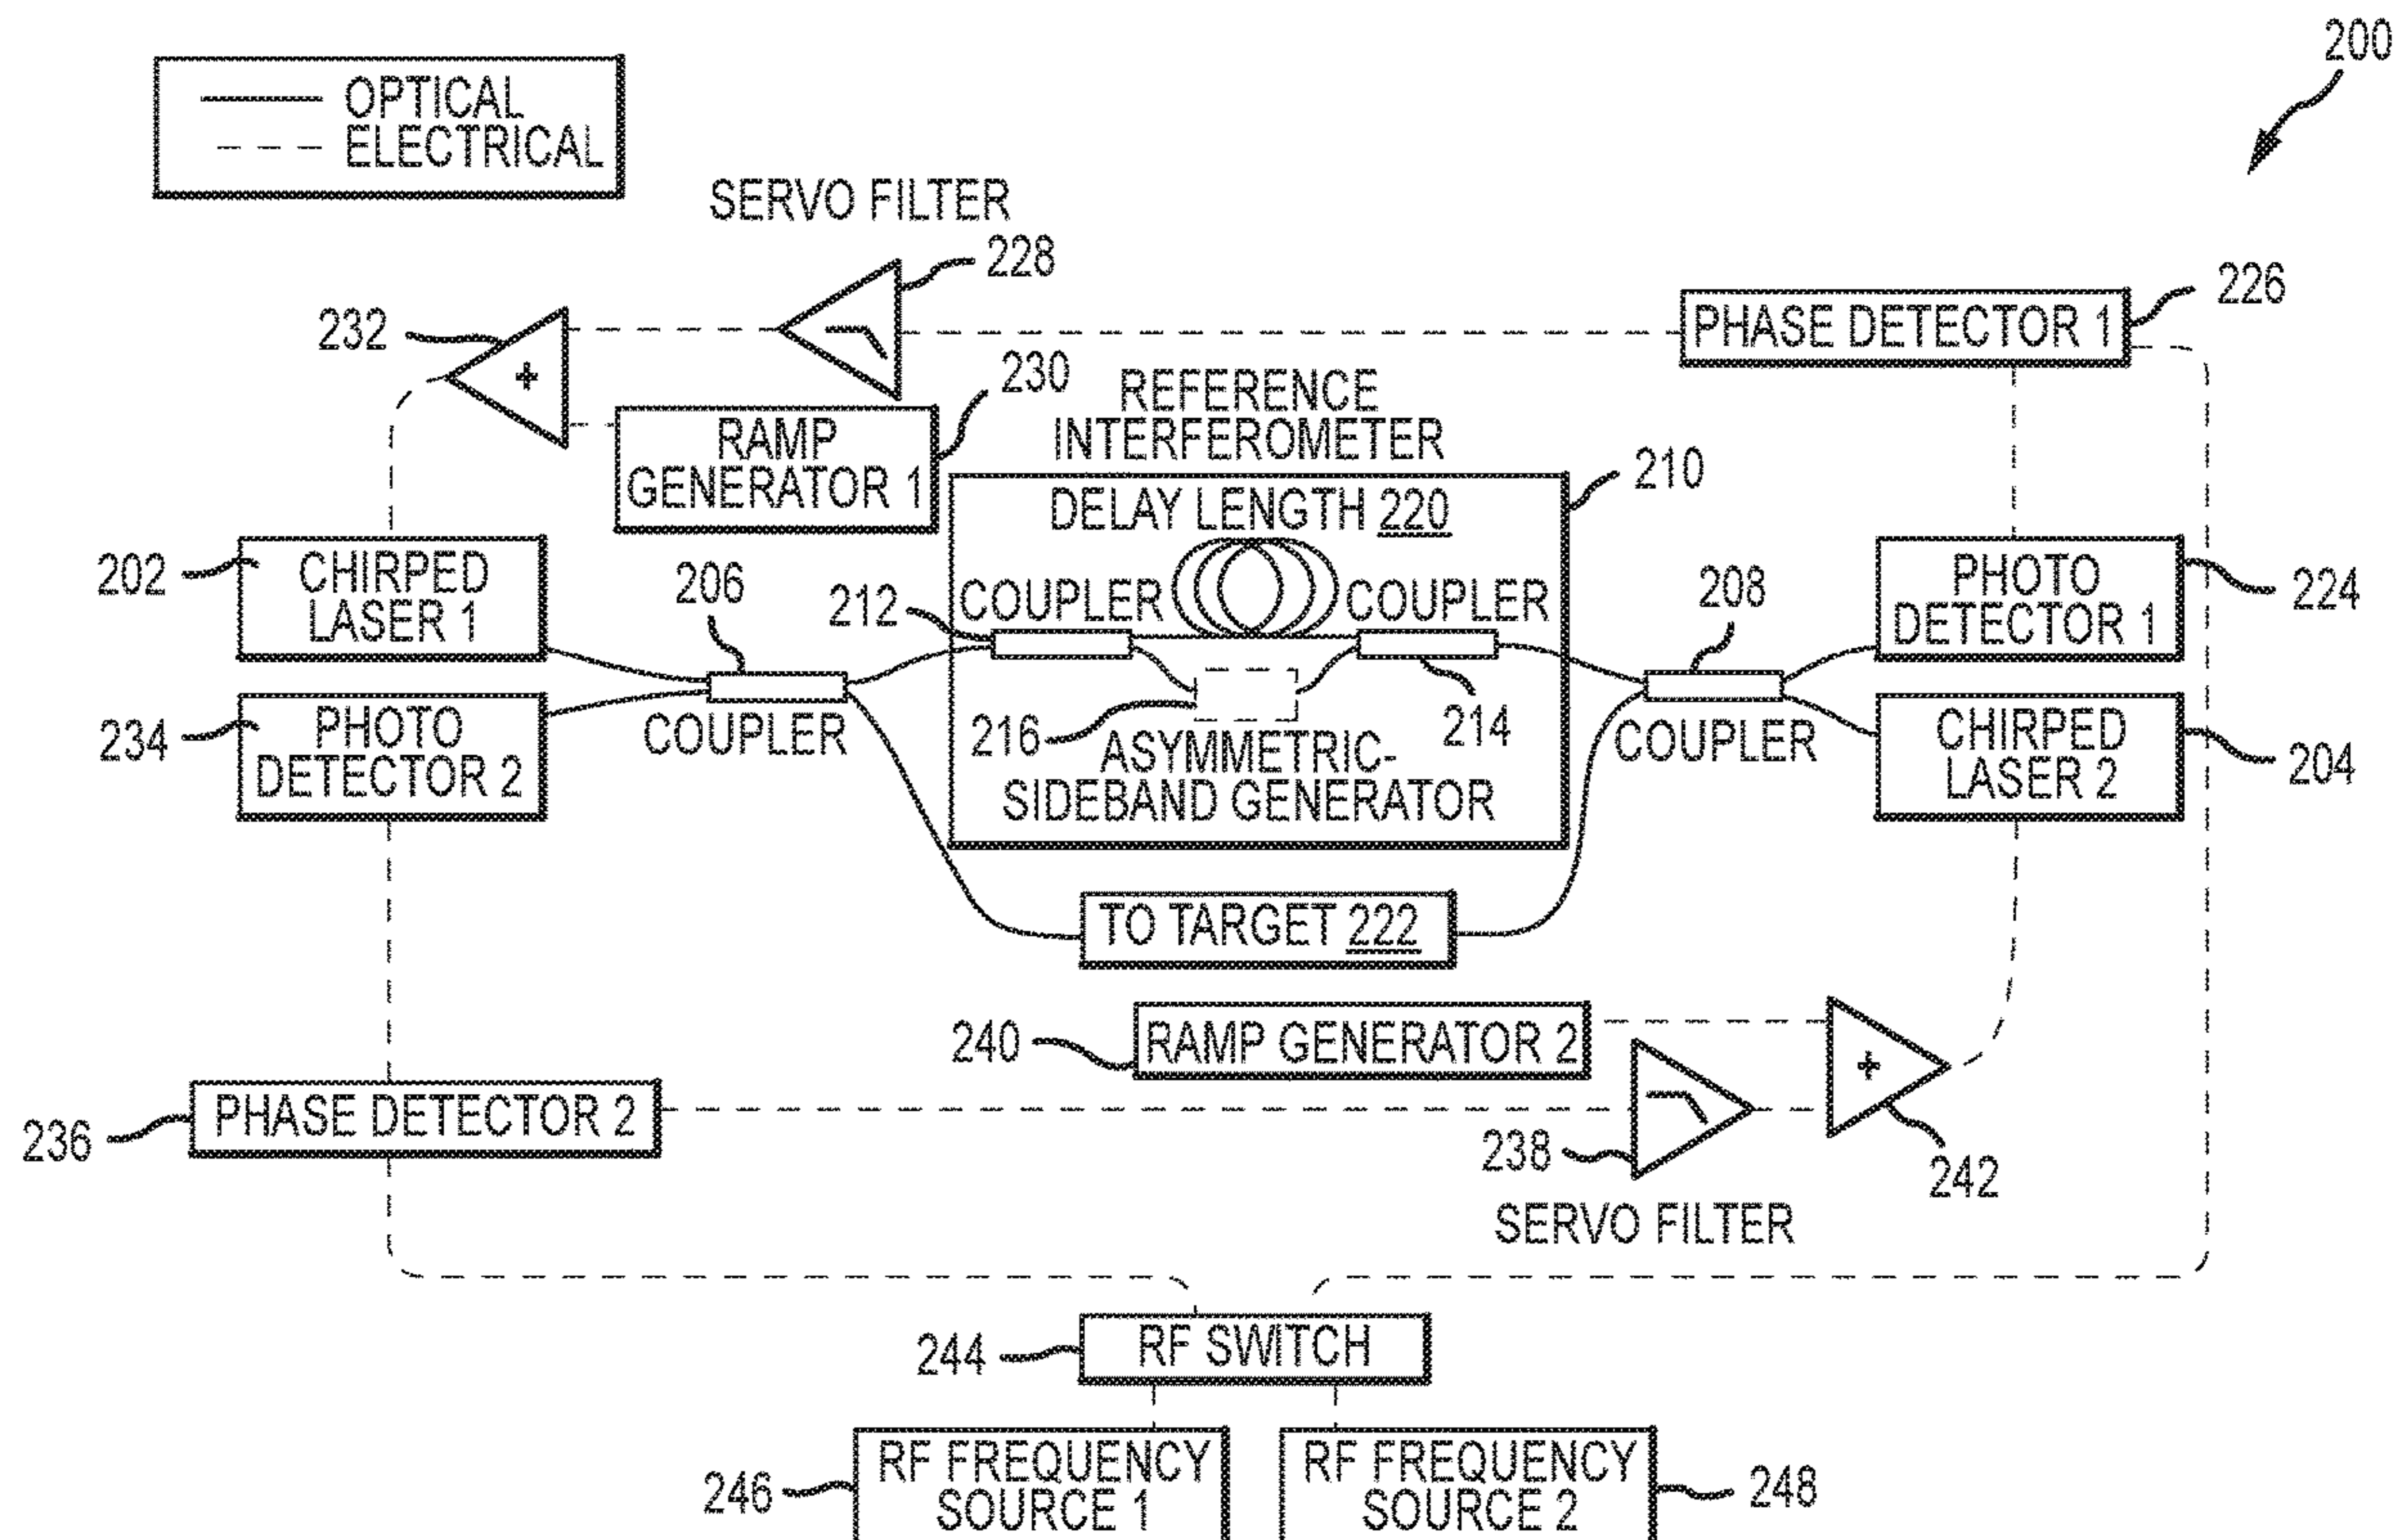 200
OPTICAL
ELECTRICAL
SERVO FILTER
228
232
226
PHASE DETECTOR 1
230
REFERENCE
INTERFEROMETER
RAMP
GENERATOR 1
210
DELAY LENGTH 220
202
CHIRPED
LASER 1
206
212
COUPLER
COUPLER
208
PHOTO
DETECTOR 1
224
234
PHOTO
DETECTOR 2
COUPLER
216
214
COUPLER
CHIRPED
LASER 2
204
ASYMMETRIC-
SIDEBAND GENERATOR
TO TARGET 222
240
RAMP GENERATOR 2
+
+
236
PHASE DETECTOR 2
238
242
SERVO FILTER
244
RF SWITCH
246
RF FREQUENCY
SOURCE 1
RF FREQUENCY
SOURCE 2
248